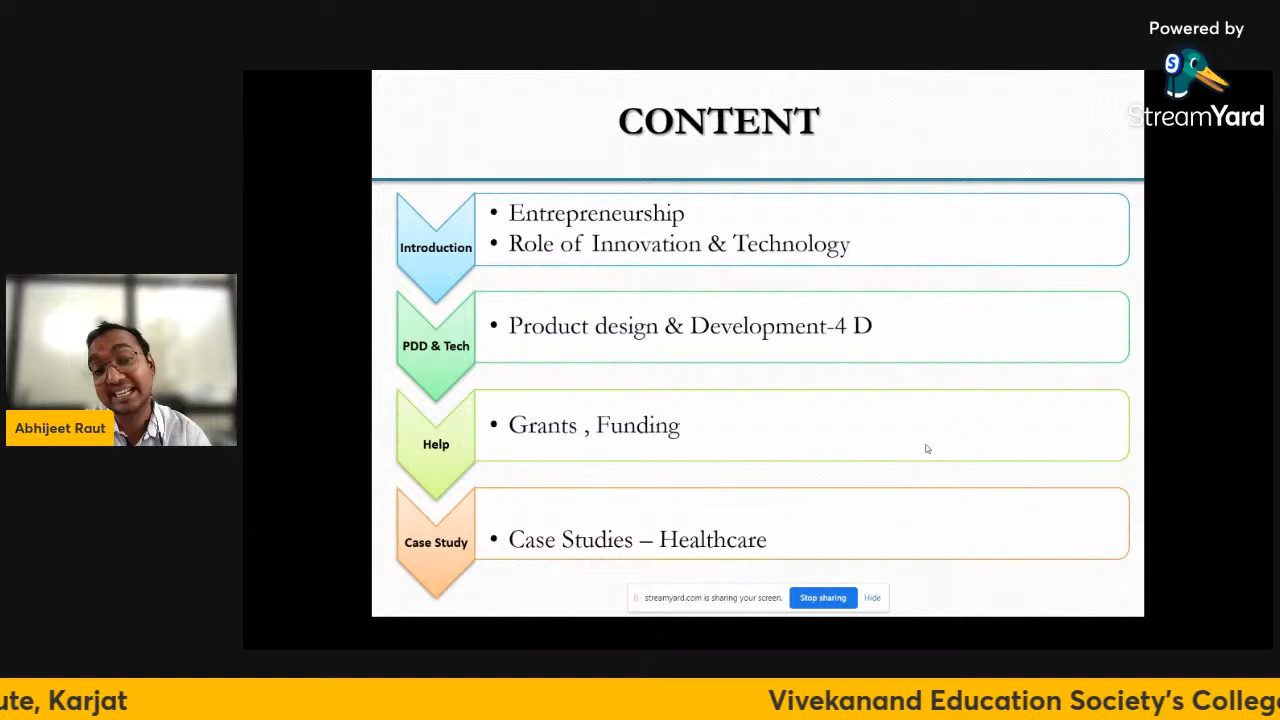 Powered by
S
StreamYard
CONTENT
Introduction
• Entrepreneurship
• Role of Innovation & Technology
PDD & Tech
• Product design & Development-4 D
Help
• Grants , Funding
Case Study
• Case Studies – Healthcare
streamyard.com is sharing your screen.
Stop sharing
Hide
Abhijeet Raut
ute, Karjat
Vivekanand Education Society's College